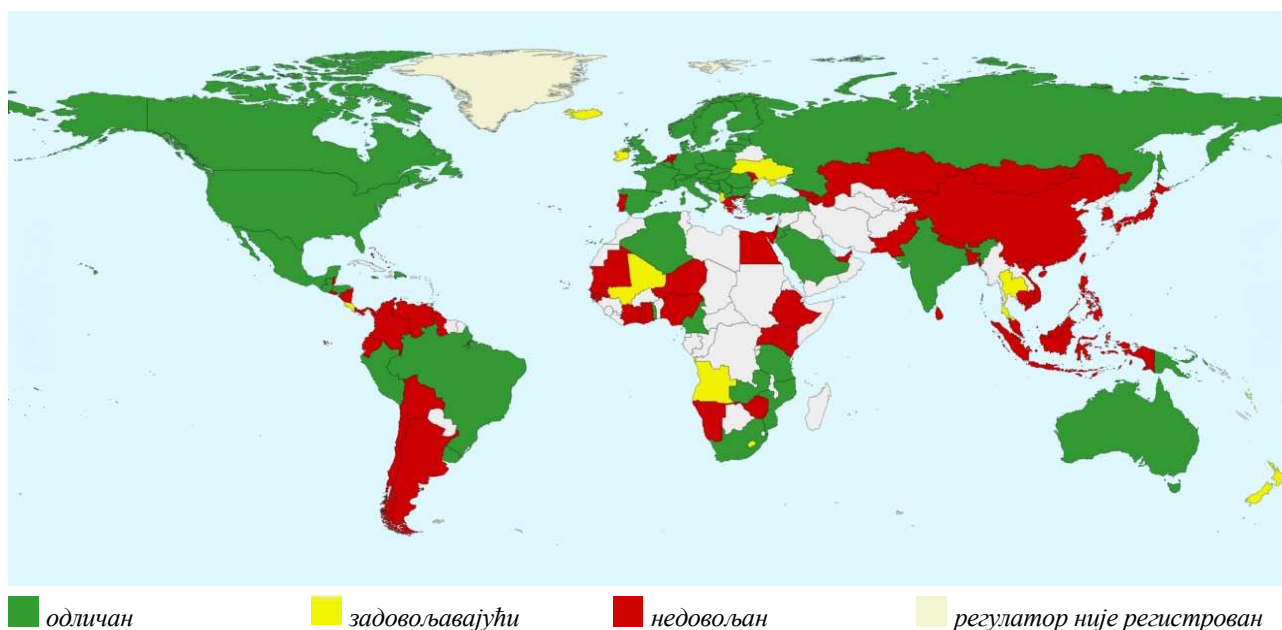 одличан задовољавајући недовољан регулатор није регистрован